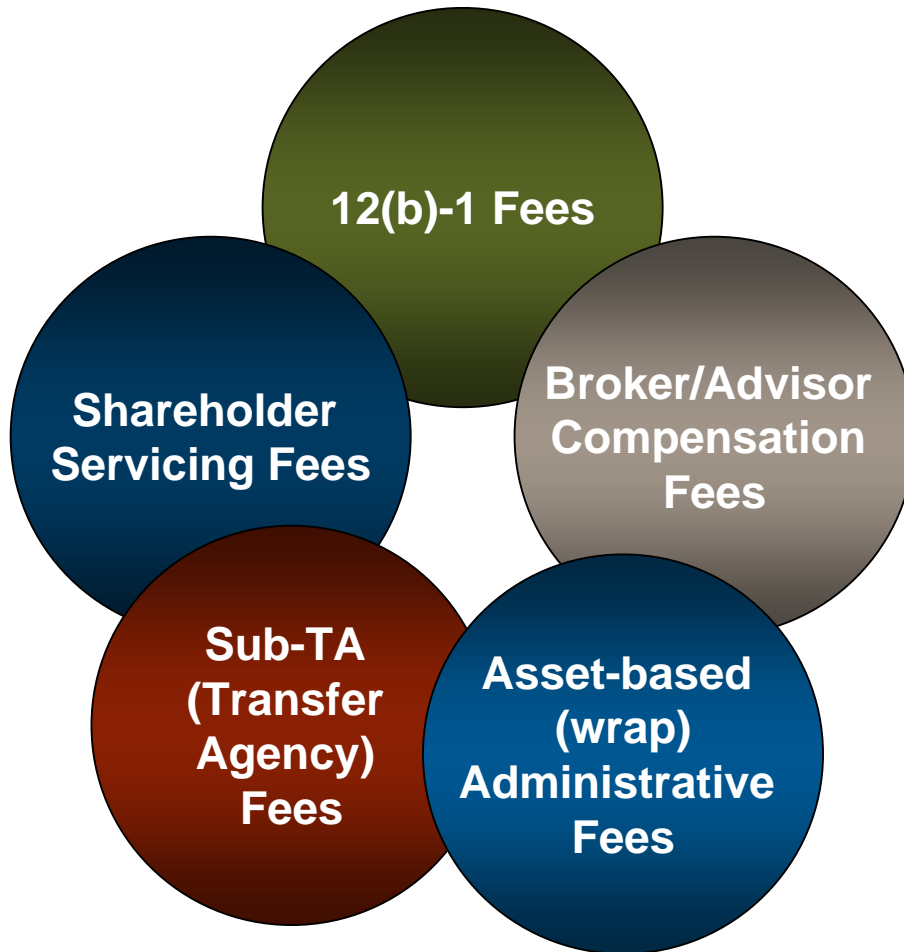 12(b)-1 Fees
Shareholder
Servicing Fees
Broker/Advisor
Compensation
Fees
Sub-TA
(Transfer
Agency)
Fees
Asset-based
(wrap)
Administrative
Fees